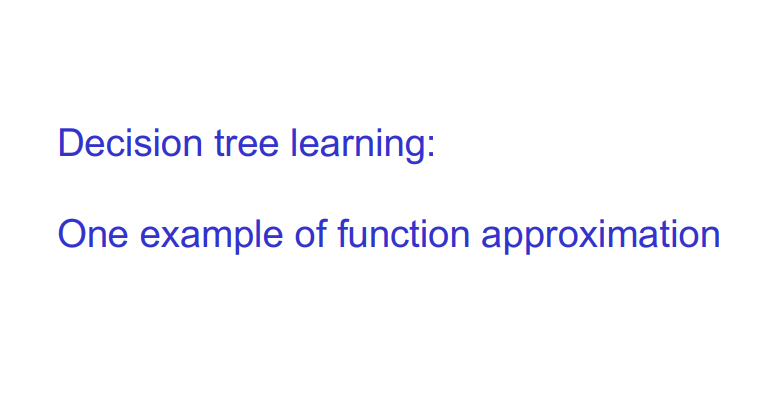 Decision tree learning:
One example of function approximation